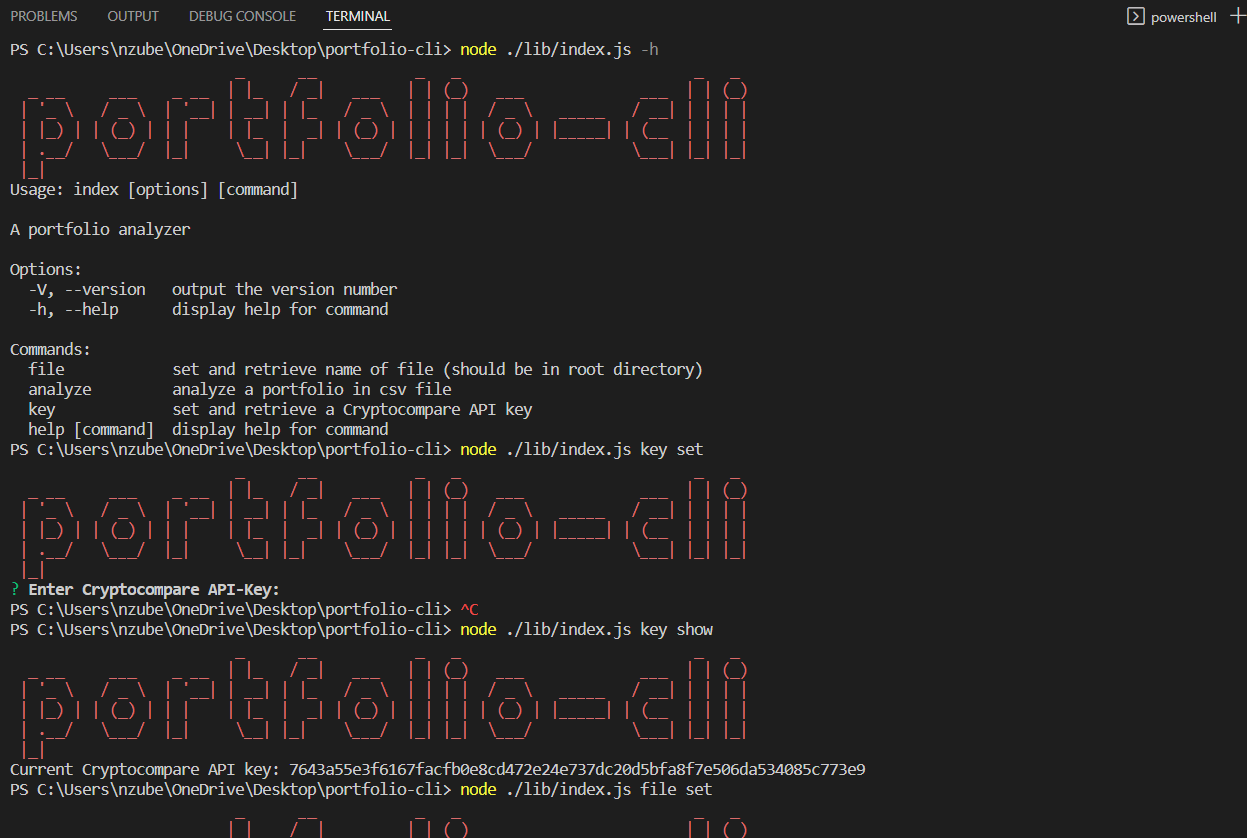 PROBLEMS OUTPUT DEBUG CONSOLE TERMINAL powershell
PS C:\Users\nzube\OneDrive\Desktop\portfolio-cli> node ./lib/index.js -h
portfolio-cli
Usage: index [options] [command]
A portfolio analyzer
Options:
-V, --version output the version number
-h, --help display help for command
Commands:
file set and retrieve name of file (should be in root directory)
analyze analyze a portfolio in csv file
key set and retrieve a Cryptocompare API key
help [command] display help for command
PS C:\Users\nzube\OneDrive\Desktop\portfolio-cli> node ./lib/index.js key set
portfolio-cli
? Enter Cryptocompare API-Key:
PS C:\Users\nzube\OneDrive\Desktop\portfolio-cli> ^C
PS C:\Users\nzube\OneDrive\Desktop\portfolio-cli> node ./lib/index.js key show
portfolio-cli
Current Cryptocompare API key: 7643a55e3f6167facfb0e8cd472e24e737dc20d5bfa8f7e506da534085c773e9
PS C:\Users\nzube\OneDrive\Desktop\portfolio-cli> node ./lib/index.js file set